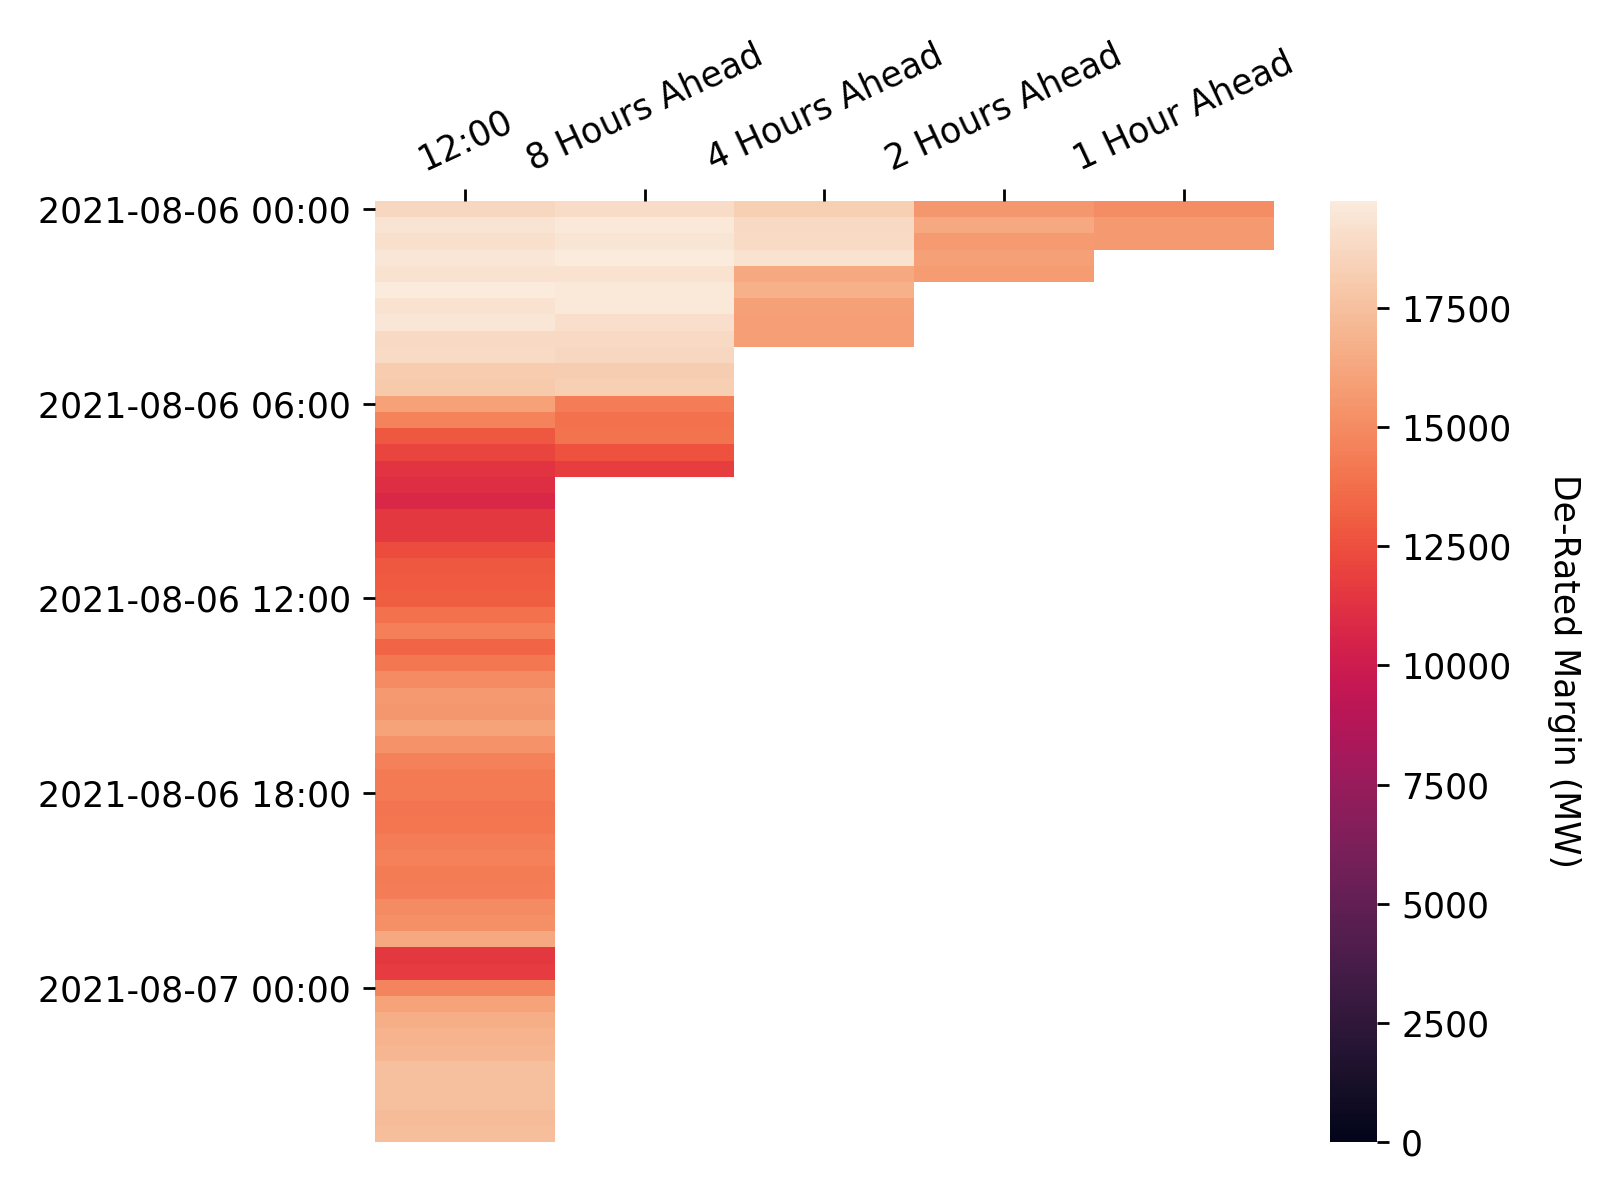 12:00
8 Hours Ahead
4 Hours Ahead
2 Hours Ahead
1 Hour Ahead
2021-08-06 00:00
2021-08-06 06:00
2021-08-06 12:00
2021-08-06 18:00
2021-08-07 00:00
17500
15000
12500
10000
7500
5000
2500
0
De-Rated Margin (MW)